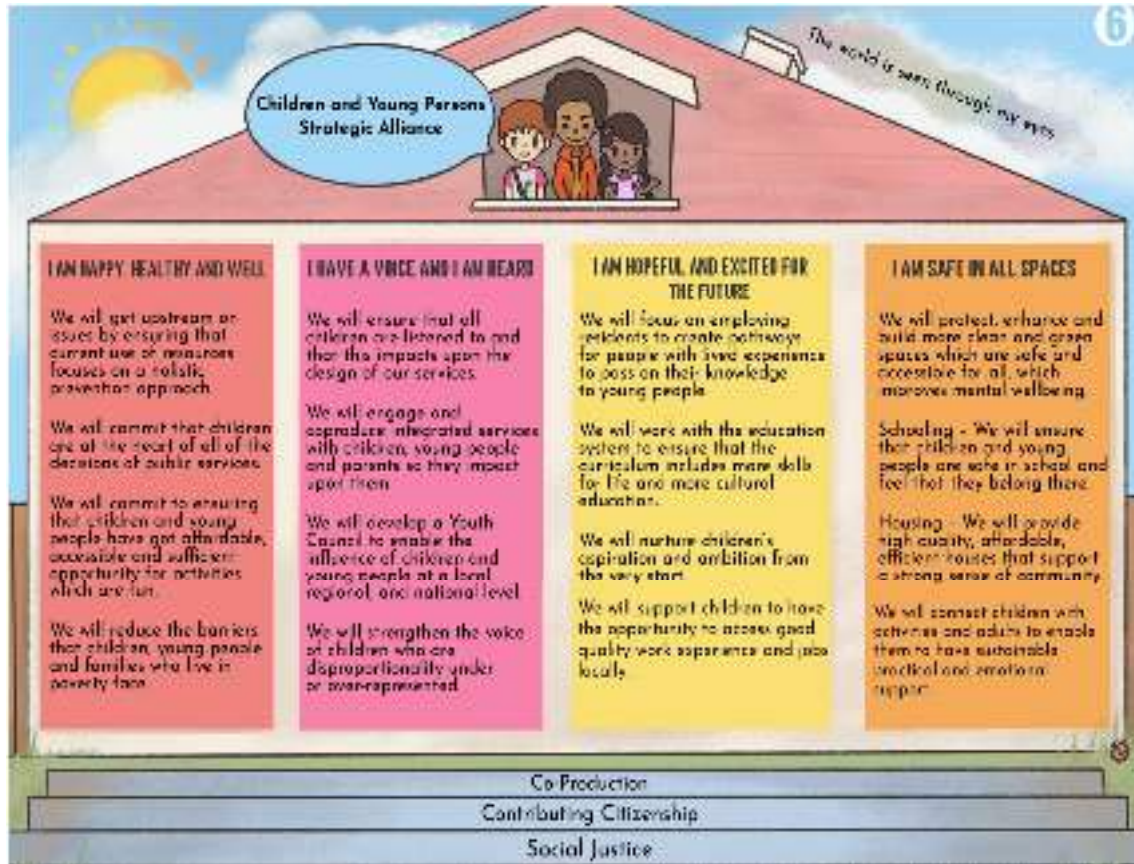 6
The world is seen through my eyes
Children and Young Persons
Strategic Alliance
I AM HAPPY HEALTHY AND WELL
We will get upstream on
issues by ensuring that
current use of resources
focuses on a holistic
prevention approach.
We will commit that children
are at the heart of all of the
decisions of public services.
We will commit to ensuring
that children and young
people have got affordable,
accessible and sufficient
opportunity for activities
which are fun.
We will reduce the barriers
that children, young people
and families who live in
poverty face.
I HAVE A VOICE AND I AM HEARD
We will ensure that all
children are listened to and
that this impacts upon the
design of our services.
We will engage and
coproduce integrated services
with children, young people
and parents so they impact
upon them.
We will develop a Youth
Council to enable the
influence of children and
young people at a local,
regional, and national level.
We will strengthen the voice
of children who are
disproportionality under
or over-represented.
I AM HOPEFUL AND EXCITED FOR
THE FUTURE
We will focus on employing
residents to create pathways
for people with lived experience
to pass on their knowledge
to young people.
We will work with the education
system to ensure that the
curriculum includes more skills
for life and more cultural
education.
We will nurture children's
aspiration and ambition from
the very start.
We will support children to have
the opportunity to access good
quality work experience and jobs
locally.
I AM SAFE IN ALL SPACES
We will protect, enhance and
build more clean and green
spaces which are safe and
accessible for all, which
improves mental wellbeing.
Schooling - We will ensure
that children and young
people are safe in school and
feel that they belong there.
Housing - We will provide
high quality, affordable,
efficient houses that support
a strong sense of community.
We will connect children with
activities and adults to enable
them to have sustainable
practical and emotional
support.
Co-Production
Contributing Citizenship
Social Justice